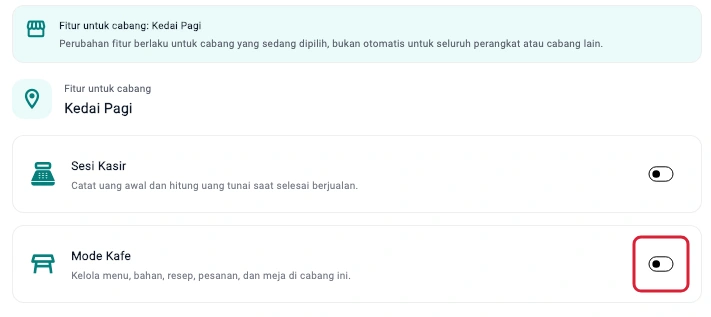 Fitur untuk cabang: Kedai Pagi
Perubahan fitur berlaku untuk cabang yang sedang dipilih, bukan otomatis untuk seluruh perangkat atau cabang lain.
Fitur untuk cabang
Kedai Pagi
Sesi Kasir
Catat uang awal dan hitung uang tunai saat selesai berjualan.
Mode Kafe
Kelola menu, bahan, resep, pesanan, dan meja di cabang ini.